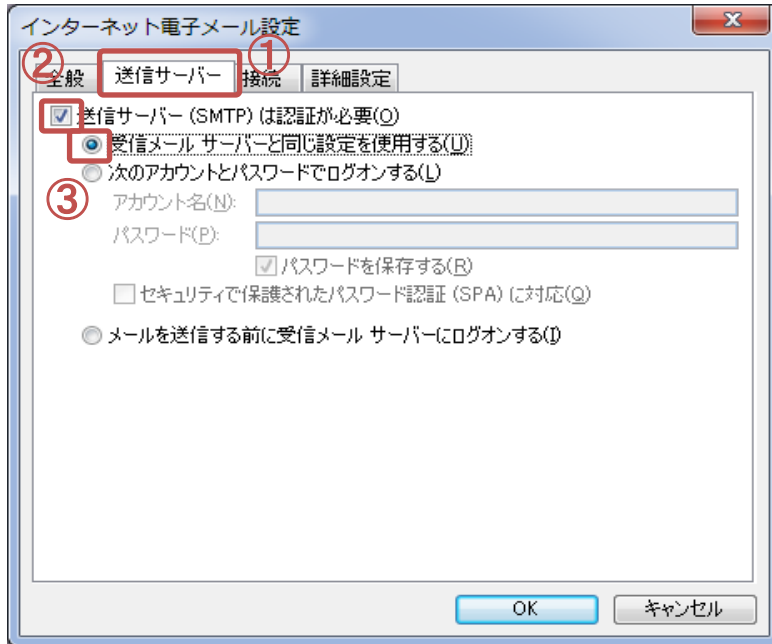 インターネット電子メール設定
X
② ①
全般 送信サーバー 接続 詳細設定
送信サーバー (SMTP) は認証が必要(O)
受信メール サーバーと同じ設定を使用する(U)
次のアカウントとパスワードでログオンする(L)
③
アカウント名(N):
パスワード(P):
パスワードを保存する(R)
セキュリティで保護されたパスワード認証 (SPA) に対応(Q)
メールを送信する前に受信メール サーバーにログオンする(I)
OK キャンセル